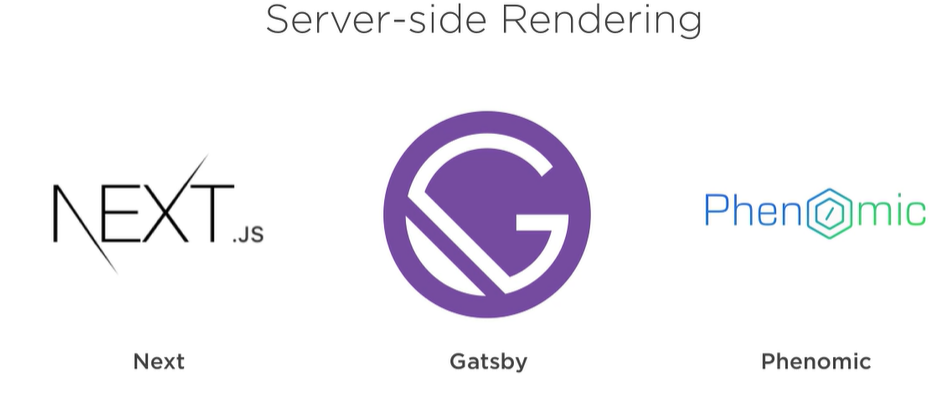 Server-side Rendering
NEXT.JS
Phenomic
Next
Gatsby
Phenomic